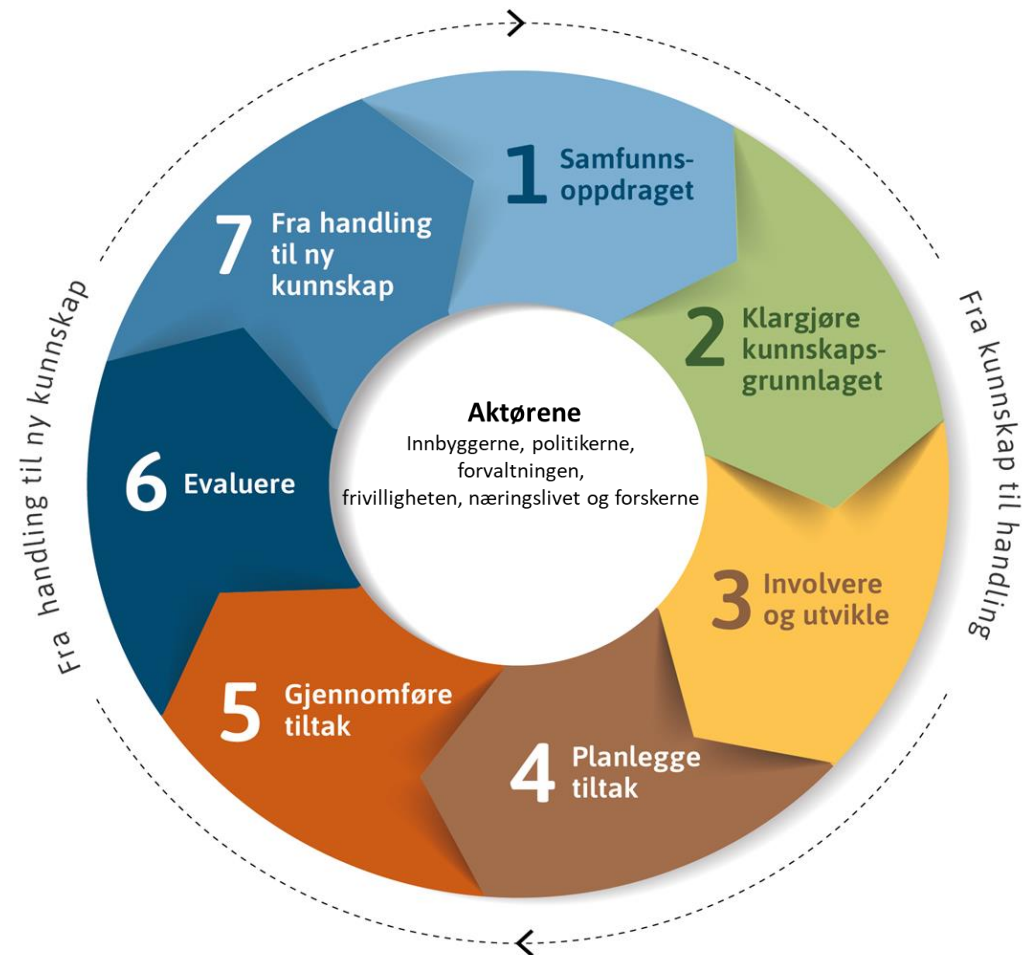 1 Samfunns-
oppdraget
2 Klargjøre
kunnskaps-
grunnlaget
3 Involvere
og utvikle
4 Planlegge
tiltak
5 Gjennomføre
tiltak
6 Evaluere
7 Fra handling
til ny
kunnskap
Aktørene
Innbyggerne, politikerne,
forvaltningen,
frivilligheten, næringslivet og forskerne
Fra kunnskap til handling
Fra handling til ny kunnskap